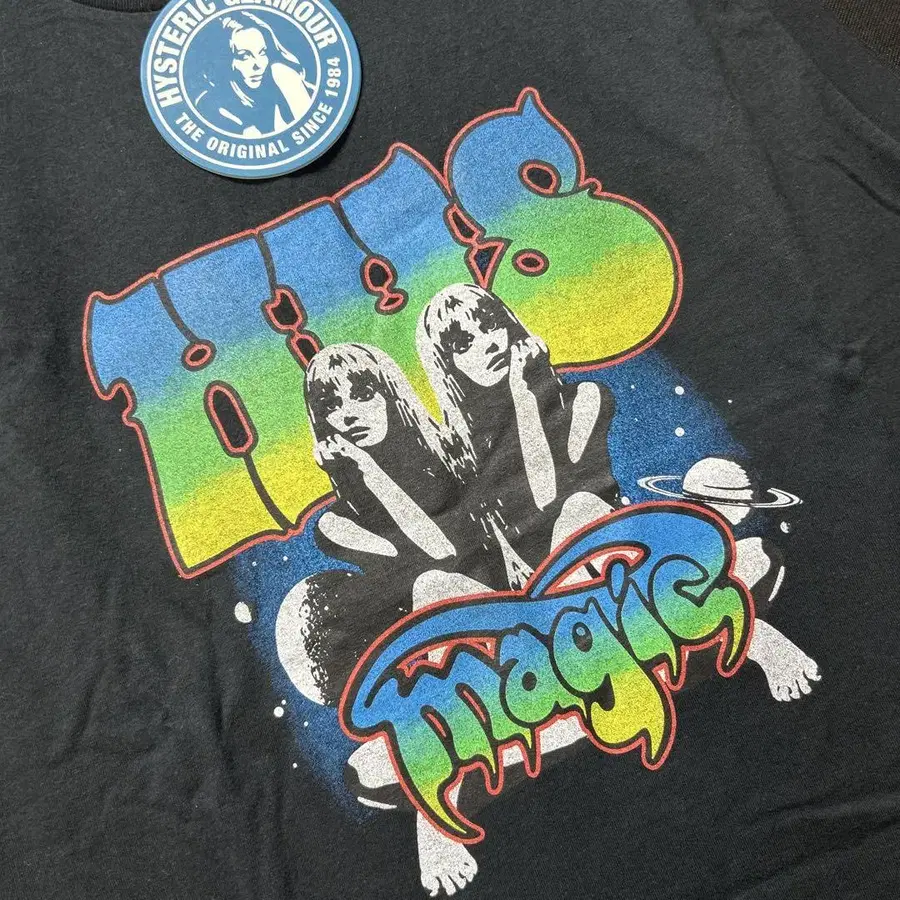 HYSTERIC GLAMOUR
THE ORIGINAL SINCE 1984
HYS
magic